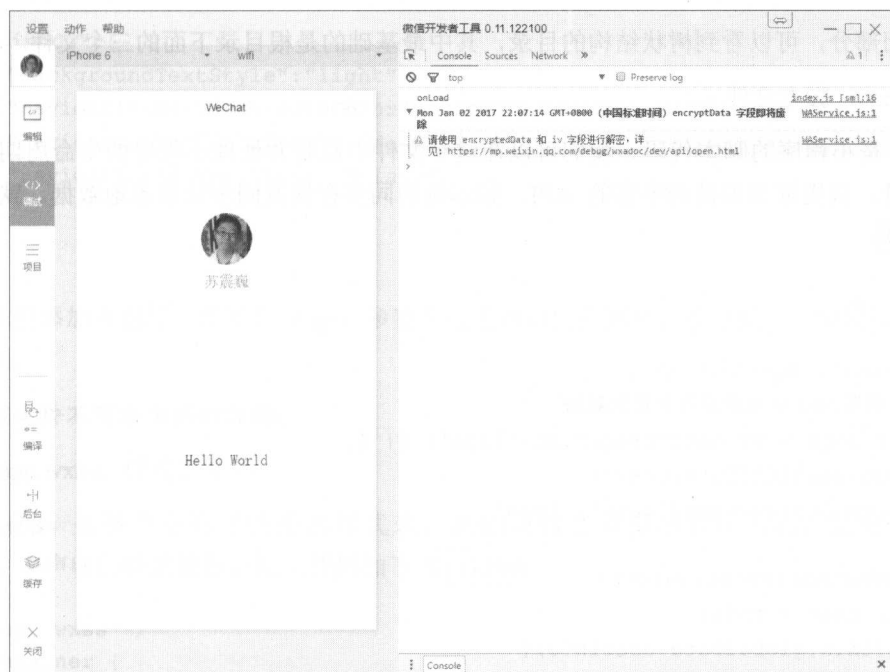 设置 动作 帮助
微信开发者工具 0.11.122100
iPhone 6 wifi
Console Sources Network »
1
top
Preserve log
WeChat
onLoad
index.js [sm]:16
Mon Jan 02 2017 22:07:14 GMT+0800 (中国标准时间) encryptData 字段即将废除
WAService.js:1
请使用 encryptedData 和 iv 字段进行解密，详
见: https://mp.weixin.qq.com/debug/wxadoc/dev/api/open.html
WAService.js:1
编辑
</>
调试
项目
苏震巍
编译
Hello World
后台
缓存
关闭
Console